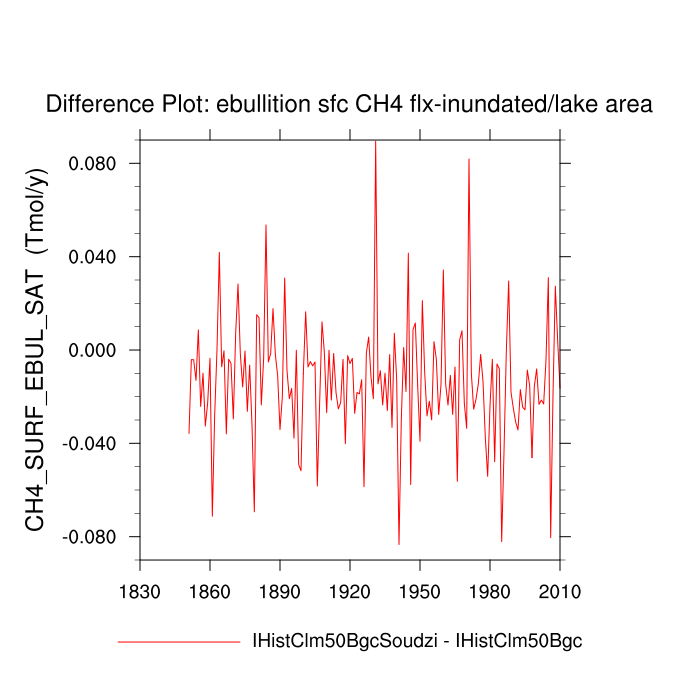 Difference Plot: ebullition sfc CH4 flx-inundated/lake area
CH4_SURF_EBUL_SAT (Tmol/y)
0.080
0.040
0.000
-0.040
-0.080
1830 1860 1890 1920 1950 1980 2010
IHistClm50BgcSoudzi - IHistClm50Bgc